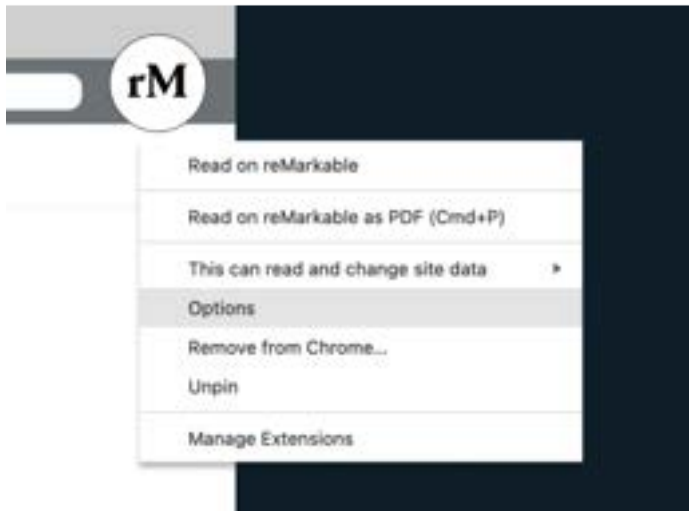 rM
Read on reMarkable
Read on reMarkable as PDF (Cmd+P)
This can read and change site data
Options
Remove from Chrome...
Unpin
Manage Extensions